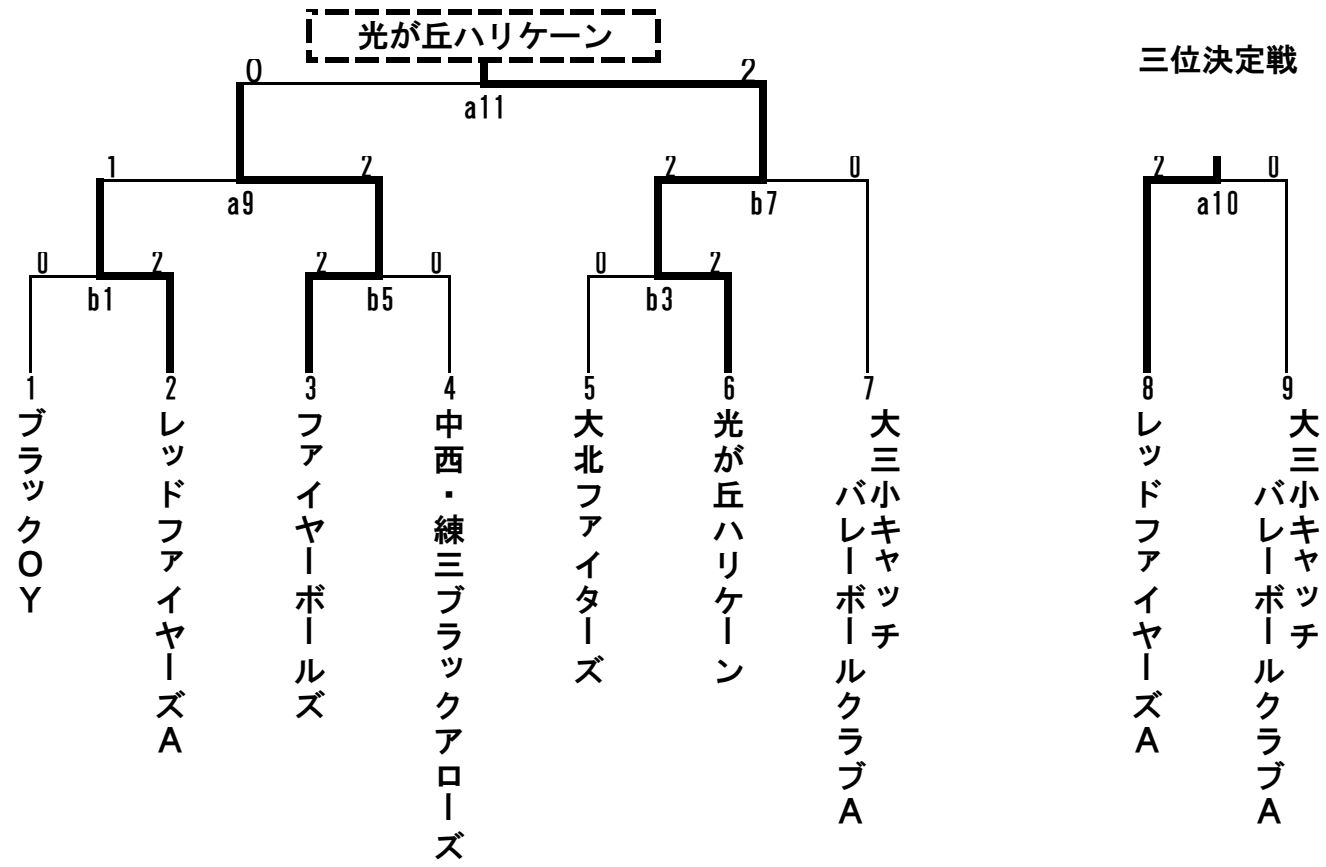 光が丘ハリケーン
三位決定戦
0 2
a11
1 2 2 0 2 0
a9 b7 a10
0 2 2 0 0 2
b1 b5 b3
1 2 3 4 5 6 7 8 9
ブラックOY
レッドファイヤーズA
ファイヤーボールズ
中西・練三ブラックアローズ
大北ファイターズ
光が丘ハリケーン
大三小キャッチ
バレーボールクラブA
レッドファイヤーズA
大三小キャッチ
バレーボールクラブA